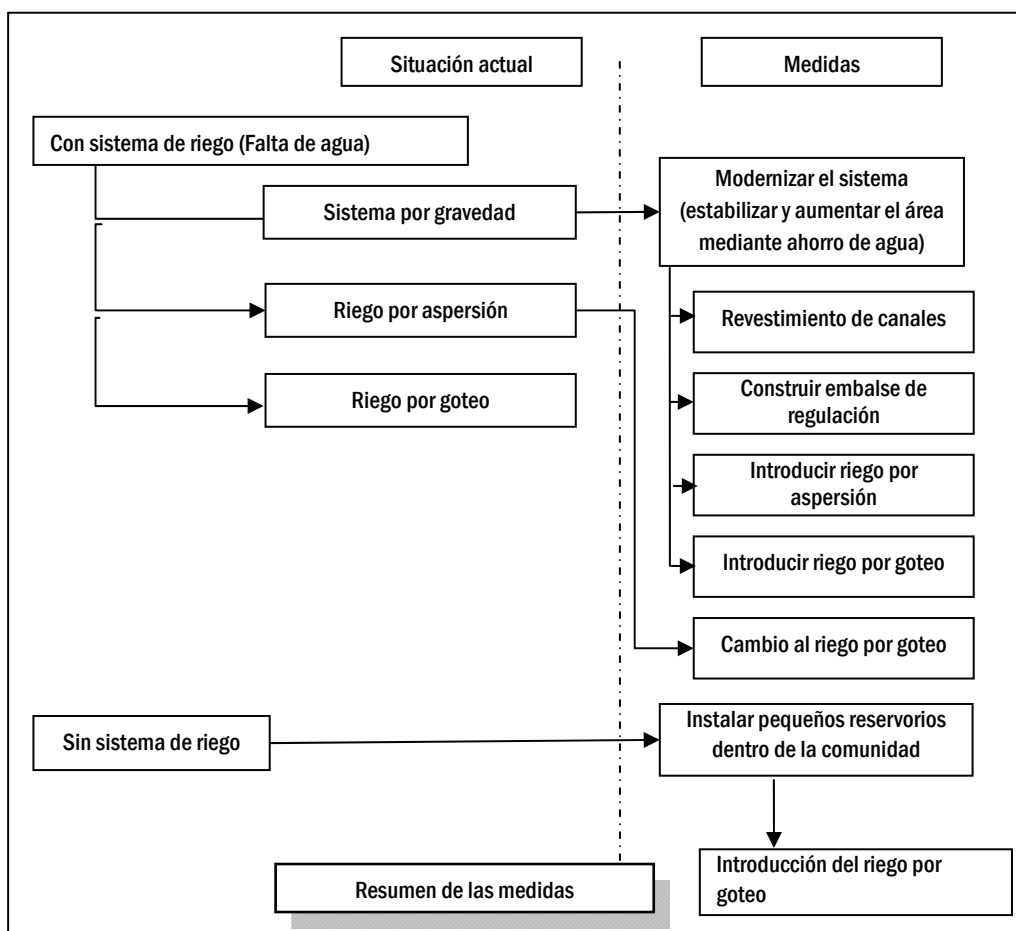 Situación actual
Medidas
Con sistema de riego (Falta de agua)
Sistema por gravedad
Modernizar el sistema
(estabilizar y aumentar el área
mediante ahorro de agua)
Riego por aspersión
Revestimiento de canales
Riego por goteo
Construir embalse de
regulación
Introducir riego por
aspersión
Introducir riego por goteo
Cambio al riego por goteo
Sin sistema de riego
Instalar pequeños reservorios
dentro de la comunidad
Introducción del riego por
goteo
Resumen de las medidas